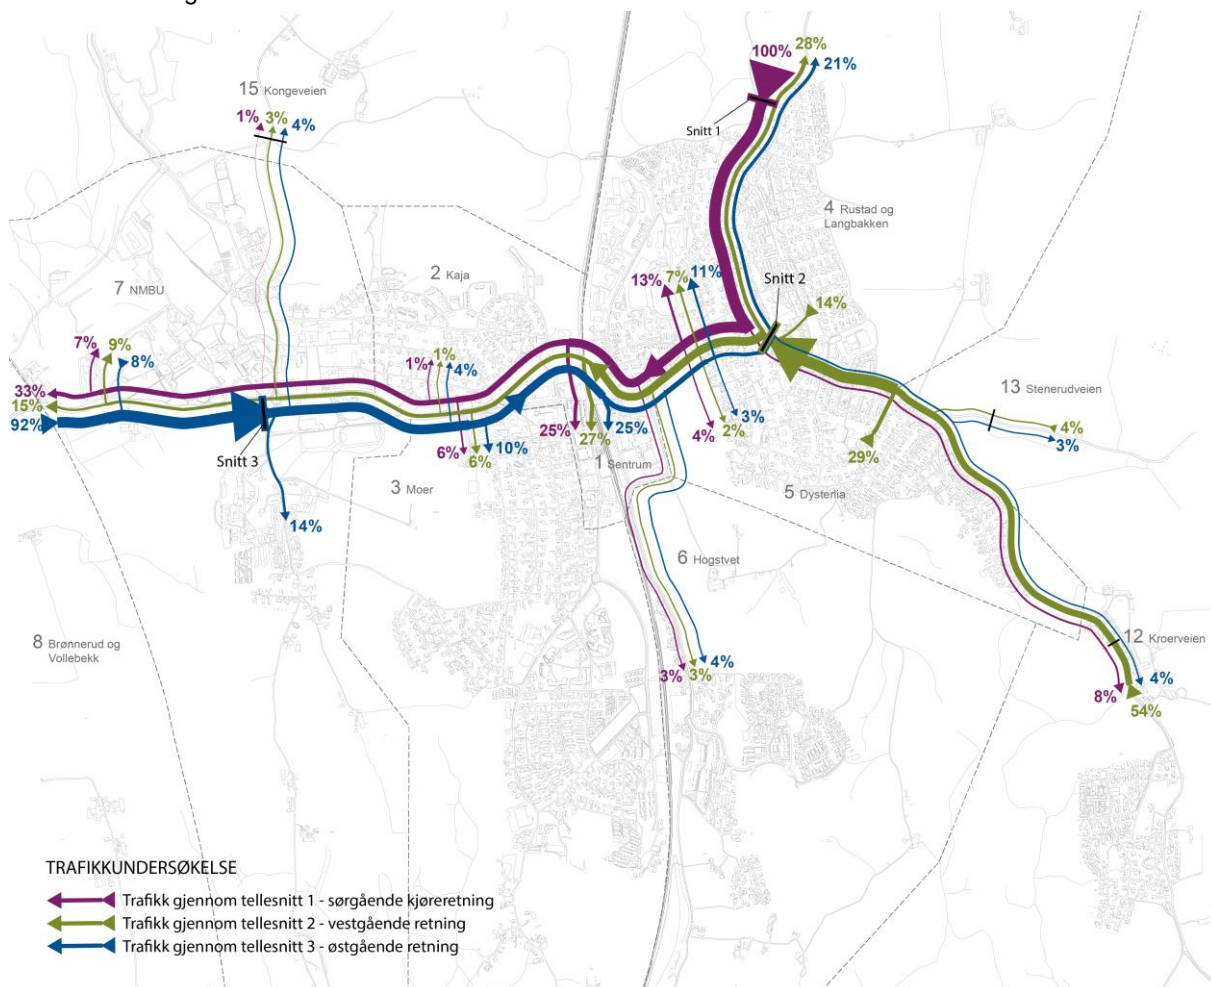 100%
28%
21%
Snitt 1
15 Kongeveien
1%
3%
4%
4 Rustad og
Langbakken
2 Kaja
7 NMBU
13%
7%
11%
Snitt 2
14%
7%
9%
8%
1%
1%
4%
33%
15%
92%
13 Stenerudveien
4%
3%
3%
2%
4%
Snitt 3
25%
27%
25%
29%
6%
6%
10%
1 Sentrum
3 Moer
5 Dysterlia
14%
6 Hogstvet
8 Brønnerud og
Vollebekk
12 Kroerveien
3%
3%
4%
8%
4%
54%
TRAFIKKUNDERSØKELSE
Trafikk gjennom tellesnitt 1 - sørgående kjøreretning
Trafikk gjennom tellesnitt 2 - vestgående retning
Trafikk gjennom tellesnitt 3 - østgående retning